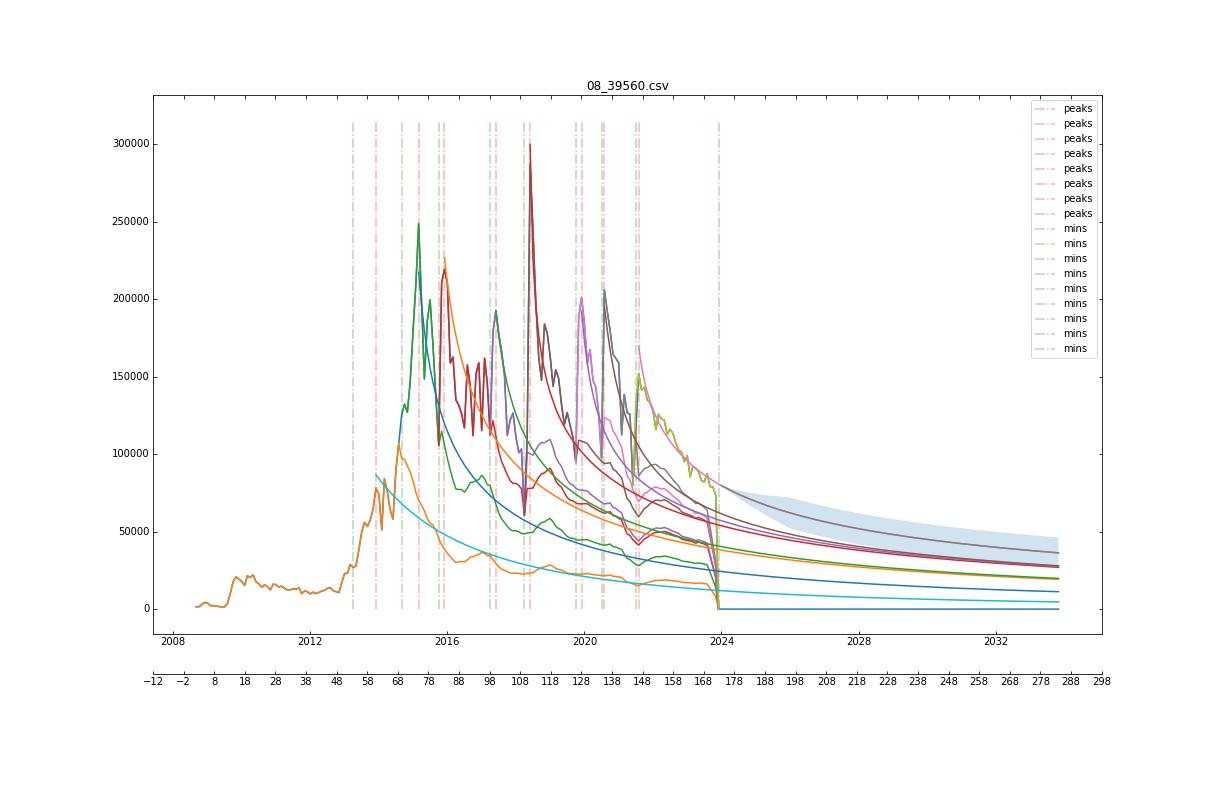 08_39560.csv
300000
250000
200000
150000
100000
50000
0
peaks
peaks
peaks
peaks
peaks
peaks
peaks
peaks
mins
mins
mins
mins
mins
mins
mins
mins
mins
2008 2012 2016 2020 2024 2028 2032
−12 −2 8 18 28 38 48 58 68 78 88 98 108 118 128 138 148 158 168 178 188 198 208 218 228 238 248 258 268 278 288 298